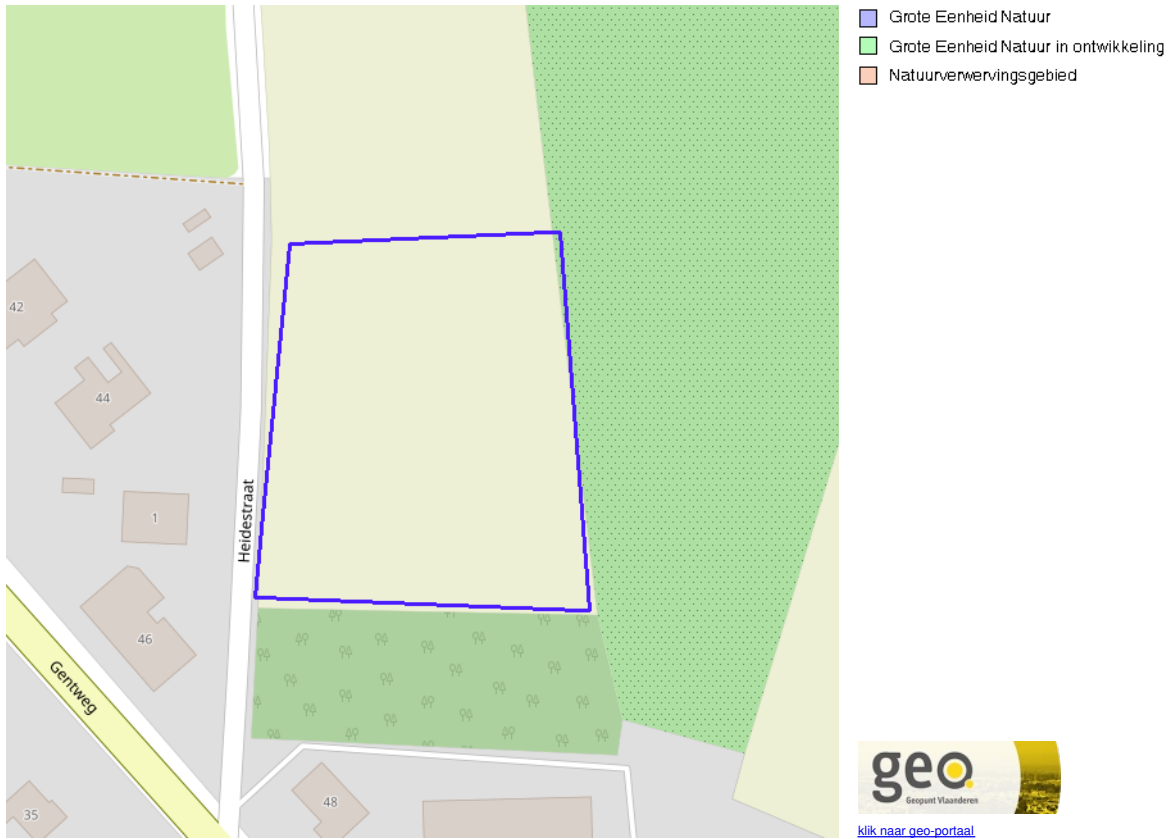 Grote Eenheid Natuur
Grote Eenheid Natuur in ontwikkeling
Natuurverwervingsgebied
42
44
Heidestraat
1
46
Gentweg
35
48
geo
Geopunt Vlaanderen
klik naar geo-portaal